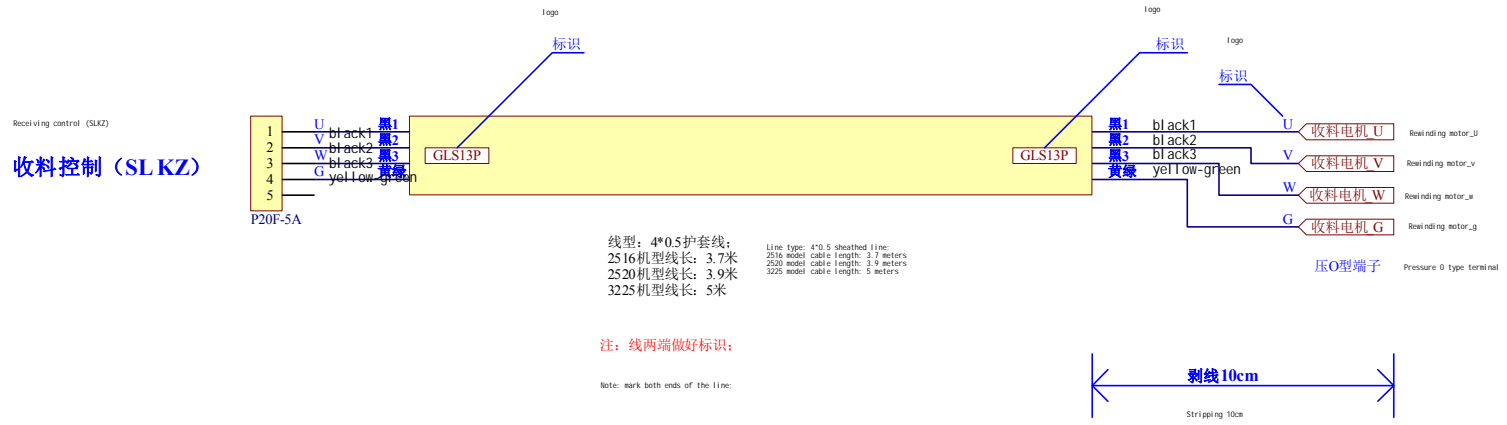 logo
logo
logo
标识
标识
标识
Receiving control (SLKZ)
收料控制（SLKZ）
1
2
3
4
5
P20F-5A
U
V
W
G
black1
black2
black3
yellow-green
黑1
黑2
黑3
黄绿
GLS13P
GLS13P
黑1
黑2
黑3
黄绿
black1
black2
black3
yellow-green
U
收料电机_U
Rewinding motor_U
V
收料电机_V
Rewinding motor_v
W
收料电机_W
Rewinding motor_w
G
收料电机_G
Rewinding motor_g
压O型端子
Pressure O type terminal
线型：4*0.5护套线；
2516机型线长：3.7米
2520机型线长：3.9米
3225机型线长：5米
Line type: 4*0.5 sheathed line;
2516 model cable length: 3.7 meters
2520 model cable length: 3.9 meters
3225 model cable length: 5 meters
注：线两端做好标识；
Note: mark both ends of the line;
剥线10cm
Stripping 10cm